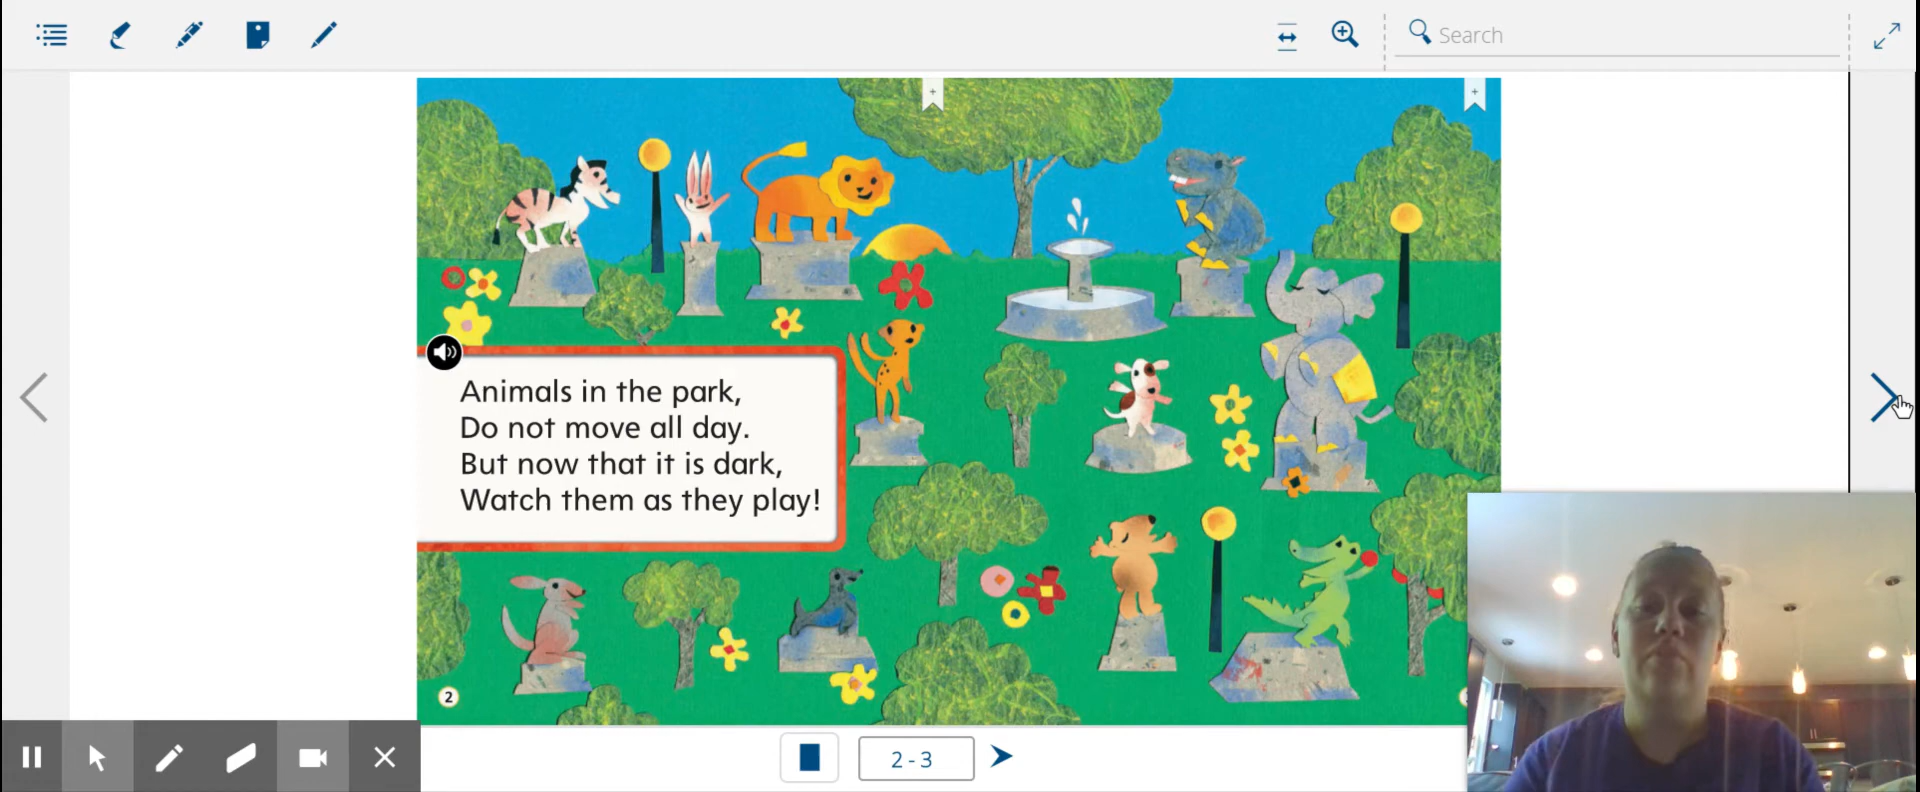 Search
Animals in the park,
Do not move all day.
But now that it is dark,
Watch them as they play!
2
2 - 3